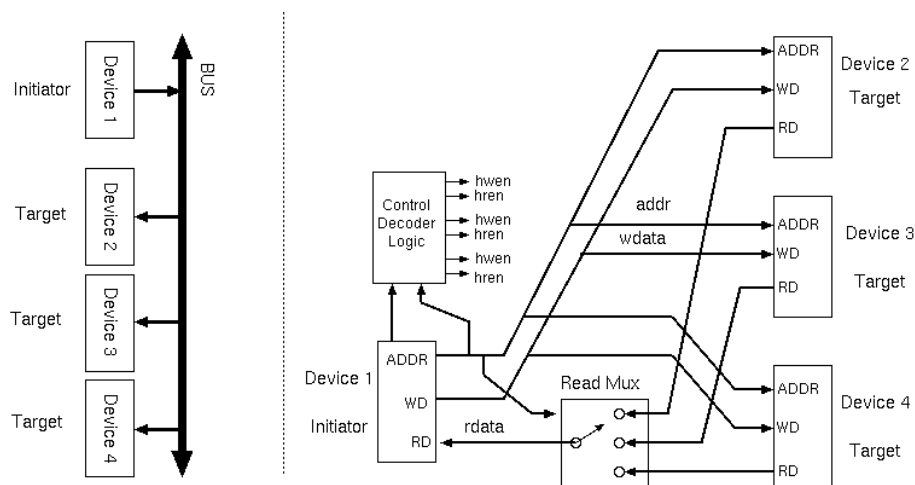 Initiator
Device 1
BUS
Target
Device 2
Target
Device 3
Target
Device 4
Control
Decoder
Logic
hwen
hren
hwen
hren
hwen
hren
Device 1
Initiator
ADDR
WD
RD
addr
wdata
rdata
Read Mux
ADDR
WD
RD
Device 2
Target
ADDR
WD
RD
Device 3
Target
ADDR
WD
RD
Device 4
Target